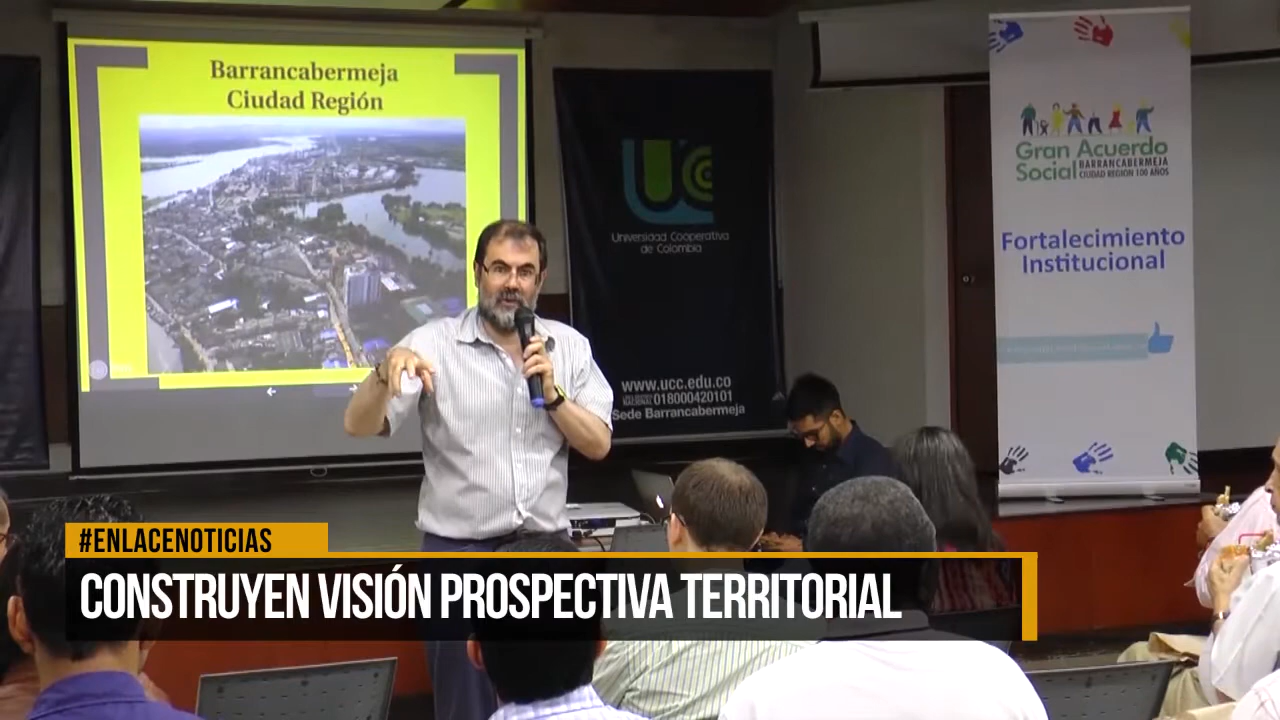 Barrancabermeja
Ciudad Región
Universidad Cooperativa
de Colombia
www.ucc.edu.co
018000420101
Sede Barrancabermeja
Gran Acuerdo
Social BARRANCABERMEJA
CIUDAD REGION 100 AÑOS
Fortalecimiento
Institucional
#ENLACENOTICIAS
CONSTRUYEN VISIÓN PROSPECTIVA TERRITORIAL